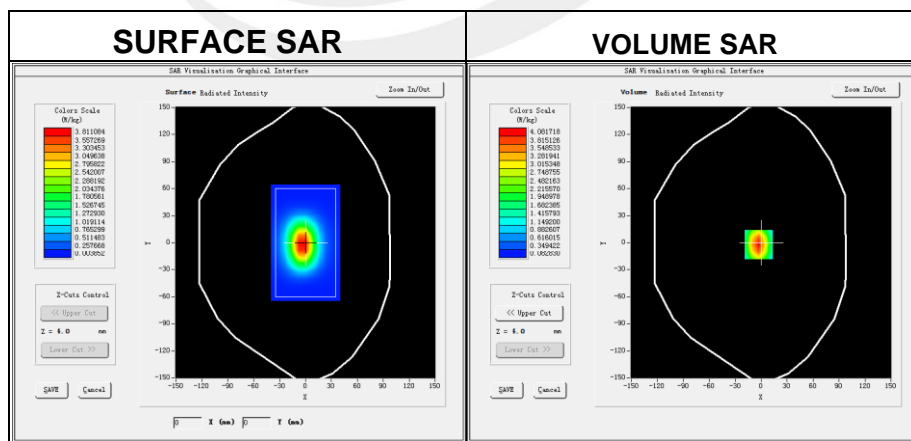 SURFACE SAR
VOLUME SAR
SAR Visualisation Graphical Interface
Surface Radiated Intensity
Zoom In/Out
Colors Scale
(W/kg)
3.811084
3.557269
3.303453
3.049638
2.795822
2.542007
2.288192
2.034376
1.780561
1.526745
1.272930
1.019114
0.765299
0.511483
0.257668
0.003852
Z-Cuts Control
<< Upper Cut
Z = 4.0 mm
Lower Cut >>
SAVE
Cancel
150
120
90
60
30
0
-30
-60
-90
-120
-150
Y
-150 -120 -90 -60 -30 0 30 60 90 120 150
X
0 X (mm) 0 Y (mm)
SAR Visualisation Graphical Interface
Volume Radiated Intensity
Zoom In/Out
Colors Scale
(W/kg)
4.081718
3.815126
3.548533
3.281941
3.015348
2.748755
2.482163
2.215570
1.948978
1.682385
1.415793
1.149200
0.882607
0.616015
0.349422
0.082830
Z-Cuts Control
<< Upper Cut
Z = 4.0 mm
Lower Cut >>
SAVE
Cancel
150
120
90
60
30
0
-30
-60
-90
-120
-150
Y
-150 -120 -90 -60 -30 0 30 60 90 120 150
X